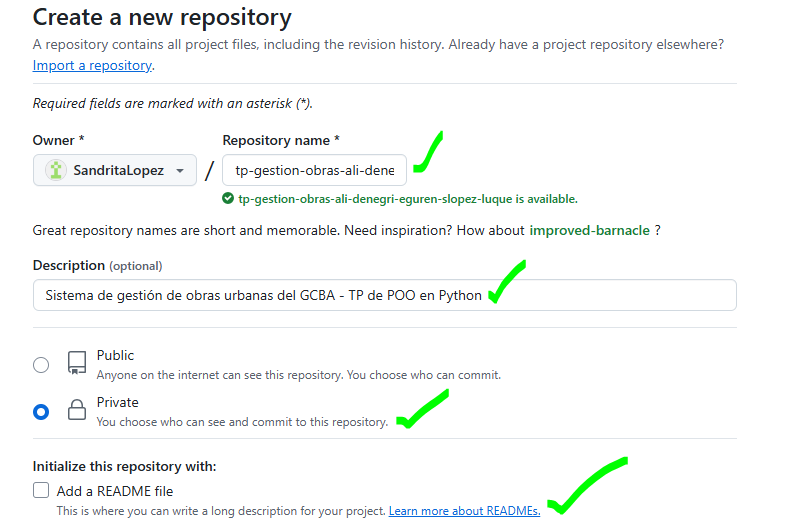 Create a new repository
A repository contains all project files, including the revision history. Already have a project repository elsewhere?
Import a repository.
Required fields are marked with an asterisk (*).
Owner * Repository name *
SandritaLopez / tp-gestion-obras-ali-dene
tp-gestion-obras-ali-denegri-eguren-slopez-luque is available.
Great repository names are short and memorable. Need inspiration? How about improved-barnacle ?
Description (optional)
Sistema de gestión de obras urbanas del GCBA - TP de POO en Python
Public
Anyone on the internet can see this repository. You choose who can commit.
Private
You choose who can see and commit to this repository.
Initialize this repository with:
Add a README file
This is where you can write a long description for your project. Learn more about READMEs.